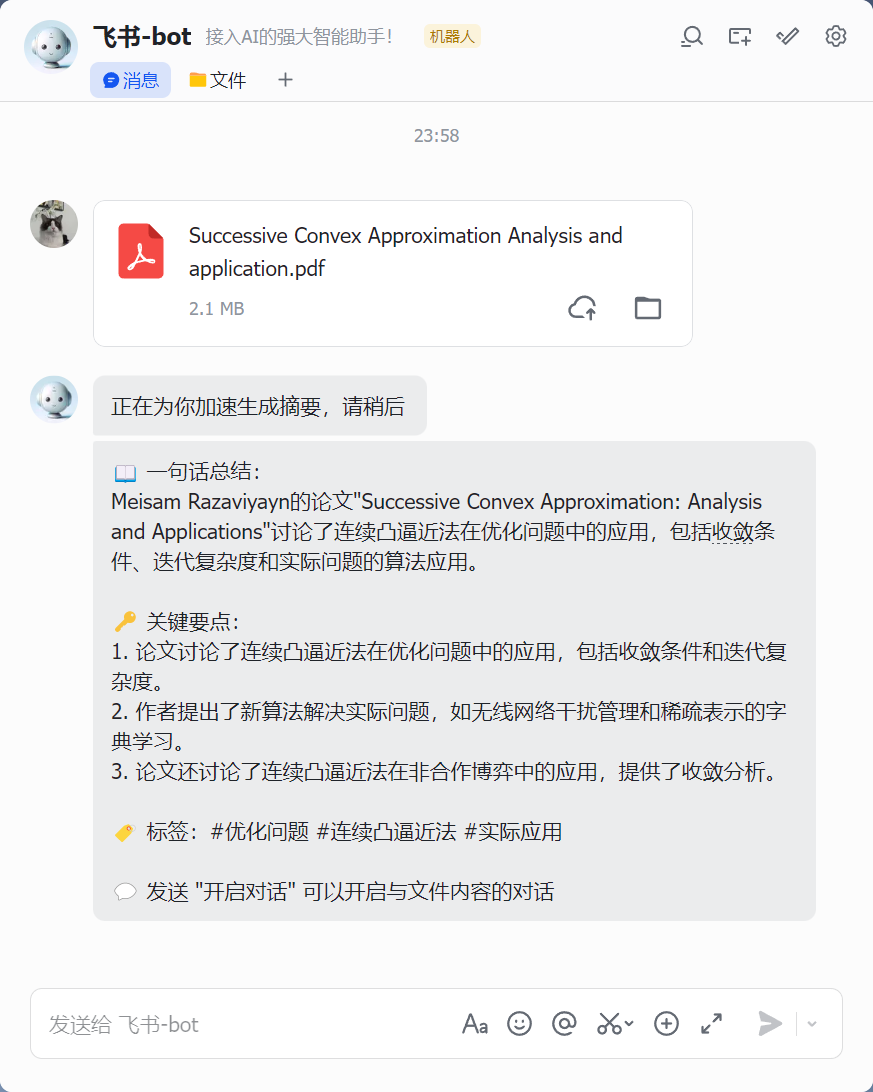 飞书-bot 接入AI的强大智能助手！ 机器人
消息 文件
23:58
Successive Convex Approximation Analysis and
application.pdf
2.1 MB
正在为你加速生成摘要，请稍后
📖 一句话总结：
Meisam Razaviyayn的论文"Successive Convex Approximation: Analysis
and Applications"讨论了连续凸逼近法在优化问题中的应用，包括收敛条
件、迭代复杂度和实际问题的算法应用。
🔑 关键要点：
1. 论文讨论了连续凸逼近法在优化问题中的应用，包括收敛条件和迭代复
杂度。
2. 作者提出了新算法解决实际问题，如无线网络干扰管理和稀疏表示的字
典学习。
3. 论文还讨论了连续凸逼近法在非合作博弈中的应用，提供了收敛分析。
🏷️ 标签：#优化问题 #连续凸逼近法 #实际应用
💬 发送 "开启对话" 可以开启与文件内容的对话
发送给 飞书-bot
Aa